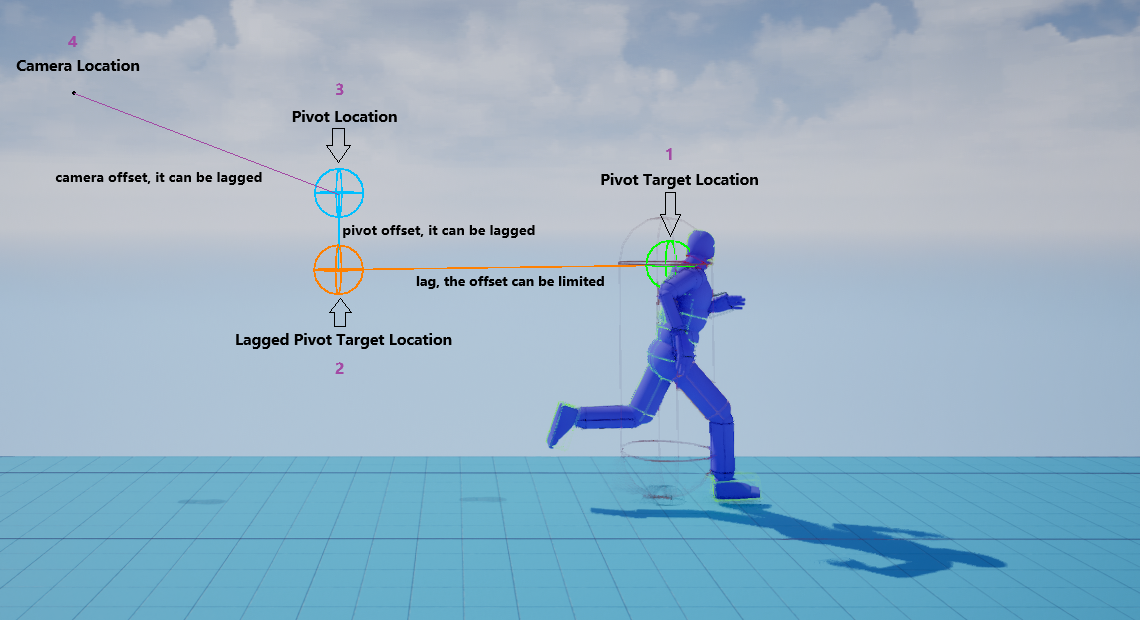 4
Camera Location
3
Pivot Location
1
Pivot Target Location
camera offset, it can be lagged
pivot offset, it can be lagged
lag, the offset can be limited
Lagged Pivot Target Location
2